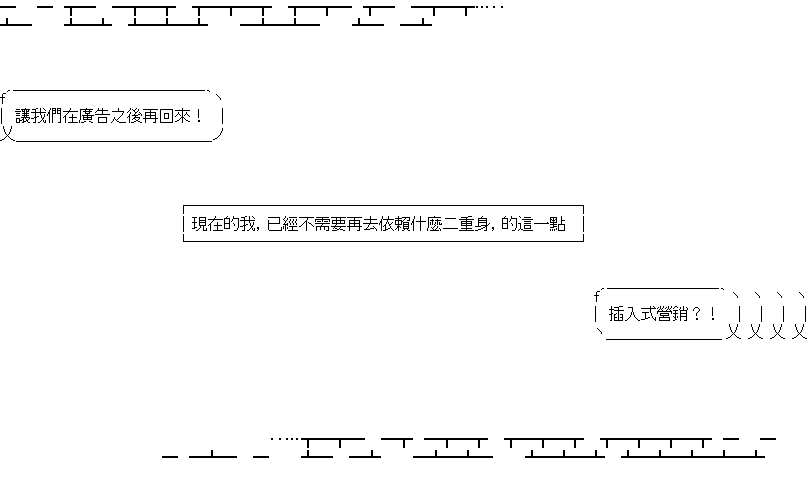 讓我們在廣告之後再回來！
現在的我，已經不需要再去依賴什麼二重身，的這一點
插入式營銷？！